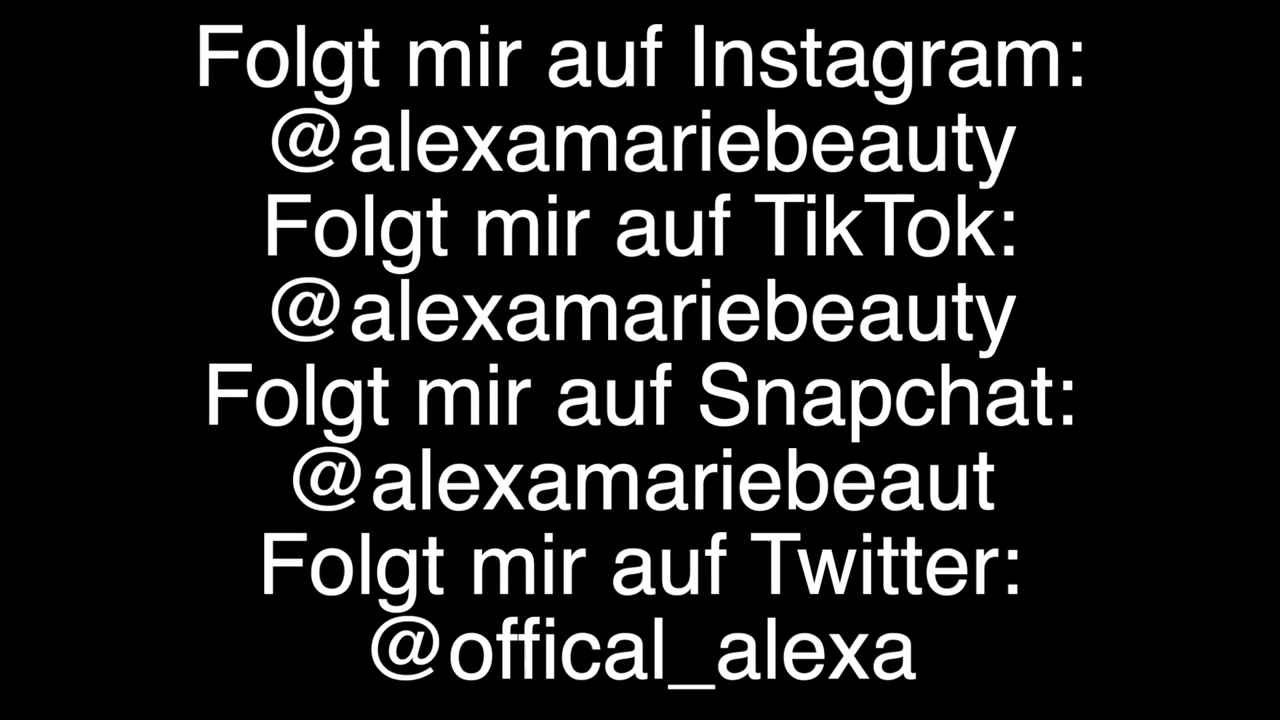 Folgt mir auf Instagram:
@alexamariebeauty
Folgt mir auf TikTok:
@alexamariebeauty
Folgt mir auf Snapchat:
@alexamariebeaut
Folgt mir auf Twitter:
@offical_alexa